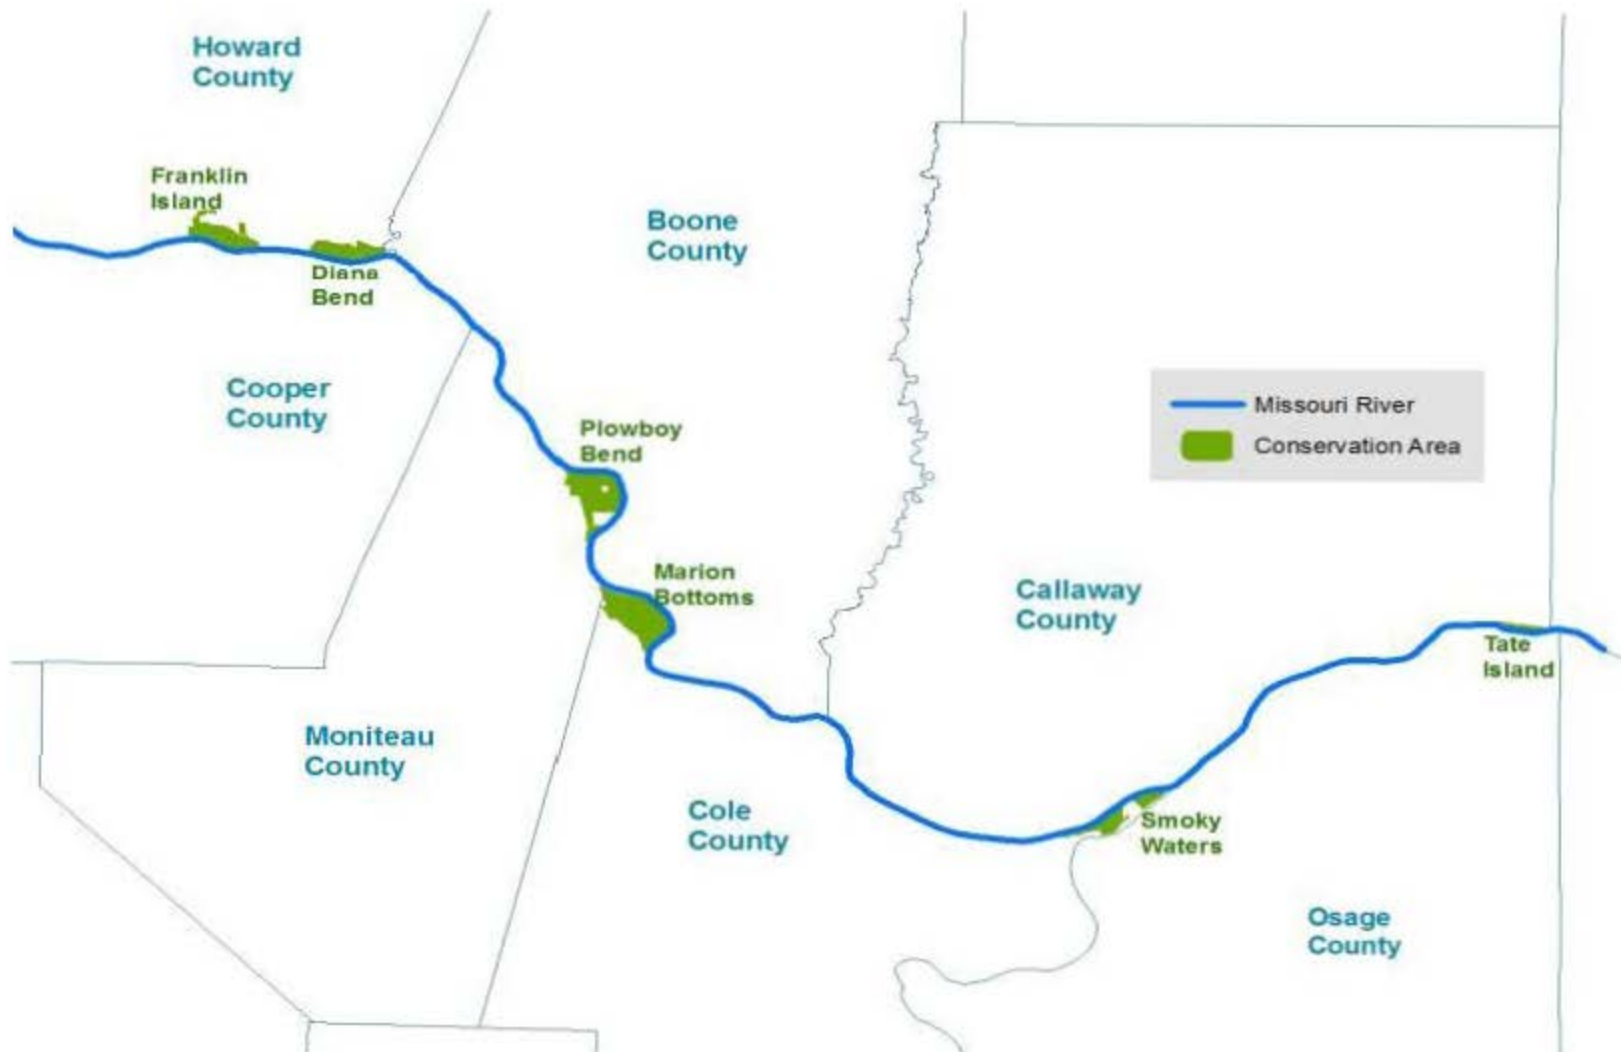 Howard
County
Franklin
Island
Diana
Bend
Boone
County
Cooper
County
Plowboy
Bend
Missouri River
Conservation Area
Marion
Bottoms
Callaway
County
Tate
Island
Moniteau
County
Cole
County
Smoky
Waters
Osage
County